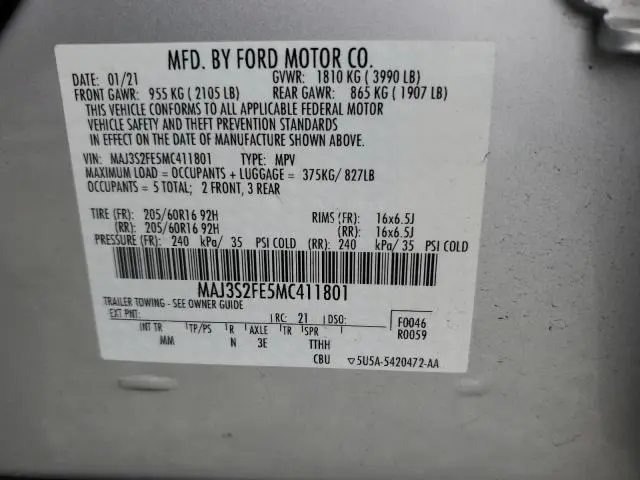 MFD. BY FORD MOTOR CO.
DATE: 01/21 GVWR: 1810 KG ( 3990 LB)
FRONT GAWR: 955 KG ( 2105 LB) REAR GAWR: 865 KG ( 1907 LB)
THIS VEHICLE CONFORMS TO ALL APPLICABLE FEDERAL MOTOR
VEHICLE SAFETY AND THEFT PREVENTION STANDARDS
IN EFFECT ON THE DATE OF MANUFACTURE SHOWN ABOVE.
VIN: MAJ3S2FE5MC411801 TYPE: MPV
MAXIMUM LOAD = OCCUPANTS + LUGGAGE = 375KG/ 827LB
OCCUPANTS = 5 TOTAL; 2 FRONT, 3 REAR
TIRE (FR): 205/60R16 92H RIMS (FR): 16x6.5J
(RR): 205/60R16 92H (RR): 16x6.5J
PRESSURE (FR): 240 kPa/ 35 PSI COLD (RR): 240 kPa/ 35 PSI COLD
MAJ3S2FE5MC411801
TRAILER TOWING - SEE OWNER GUIDE
EXT PNT: RC: 21 DSO: F0046
R0059
INT TR TP/PS R AXLE TR SPR
MM N 3E TTHH
CBU ▽5U5A-5420472-AA